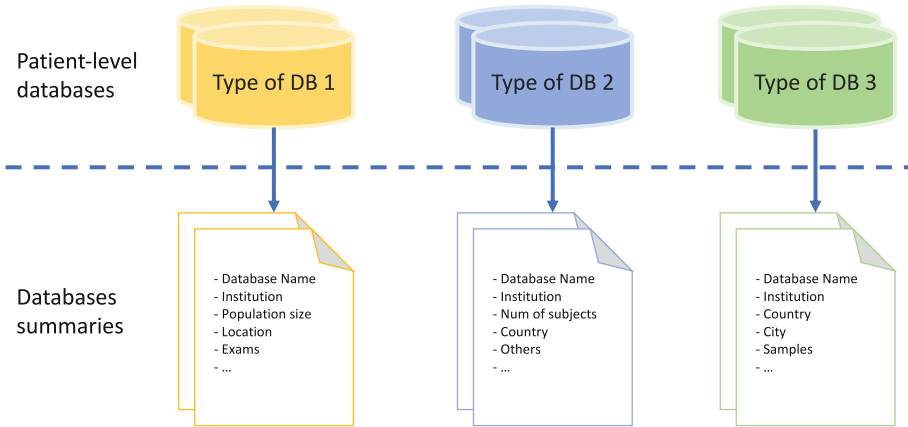 Patient-level
databases
Type of DB 1
Type of DB 2
Type of DB 3
Databases
summaries
- Database Name
- Institution
- Population size
- Location
- Exams
- ...
- Database Name
- Institution
- Num of subjects
- Country
- Others
- ...
- Database Name
- Institution
- Country
- City
- Samples
- ...